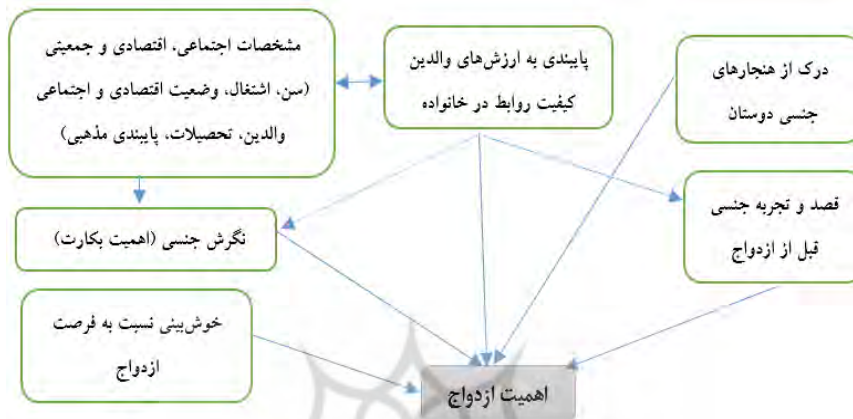 درک از هنجارهای
جنسی دوستان
پایبندی به ارزش‌های والدین
کیفیت روابط در خانواده
مشخصات اجتماعی، اقتصادی و جمعیتی
(سن، اشتغال، وضعیت اقتصادی و اجتماعی
والدین، تحصیلات، پایبندی مذهبی)
قصد و تجربه جنسی
قبل از ازدواج
نگرش جنسی (اهمیت بکارت)
خوش‌بینی نسبت به فرصت
ازدواج
اهمیت ازدواج